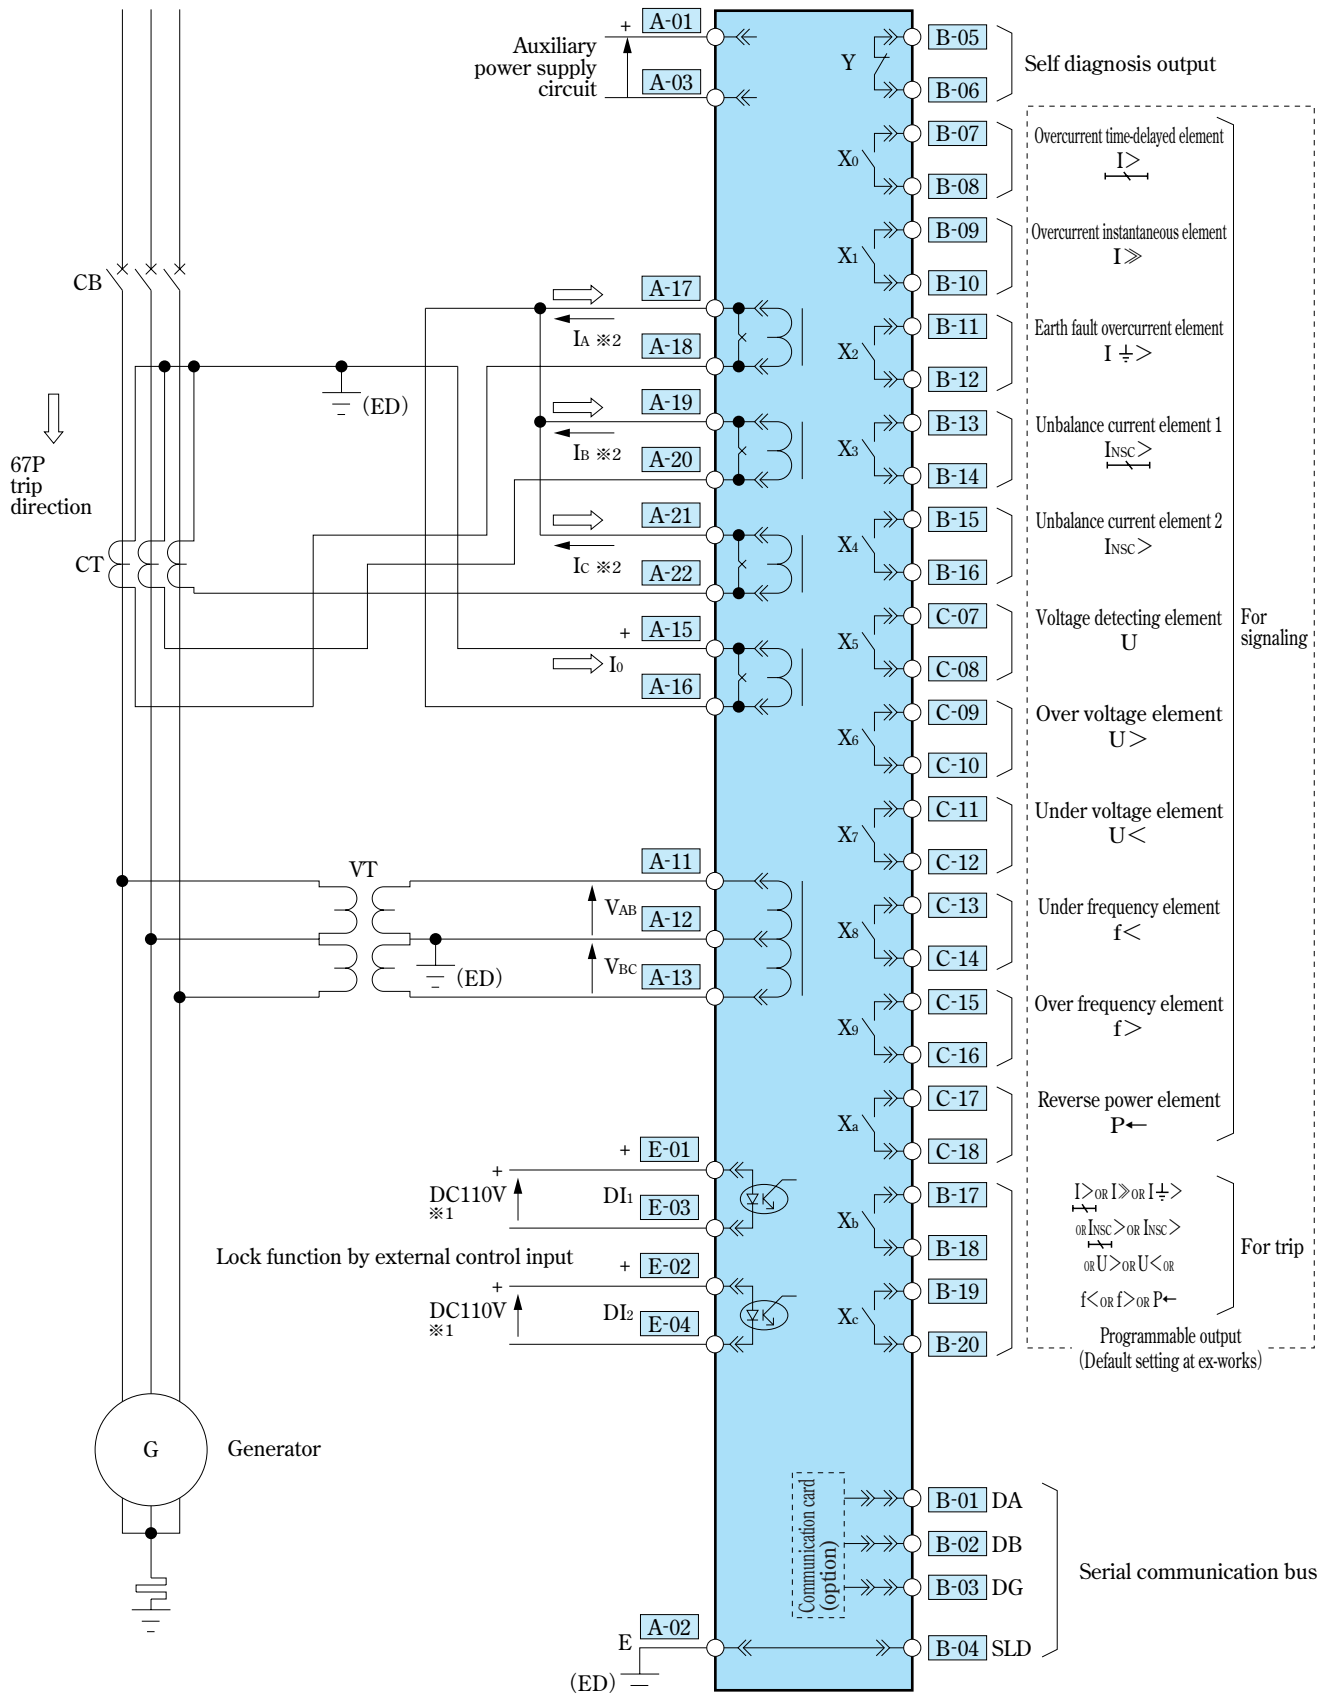 + A-01
Auxiliary
power supply
circuit
A-03
Y
B-05
B-06
Self diagnosis output
X0
B-07
B-08
Overcurrent time-delayed element
I>
X1
B-09
B-10
Overcurrent instantaneous element
I≫
X2
B-11
B-12
Earth fault overcurrent element
I⏚>
X3
B-13
B-14
Unbalance current element 1
INSC>
X4
B-15
B-16
Unbalance current element 2
INSC>
X5
C-07
C-08
Voltage detecting element
U
X6
C-09
C-10
Over voltage element
U>
X7
C-11
C-12
Under voltage element
U<
X8
C-13
C-14
Under frequency element
f<
X9
C-15
C-16
Over frequency element
f>
Xa
C-17
C-18
Reverse power element
P←
For
signaling
Xb
B-17
B-18
Xc
B-19
B-20
I> OR I≫ OR I⏚>
OR INSC> OR INSC>
OR U> OR U< OR
f< OR f> OR P←
For trip
Programmable output
(Default setting at ex-works)
CB
67P
trip
direction
CT
(ED)
A-17
IA ※2
A-18
A-19
IB ※2
A-20
A-21
IC ※2
A-22
+ A-15
I0
A-16
VT
A-11
VAB
A-12
VBC
A-13
(ED)
+ E-01
+
DC110V
※1
DI1
E-03
Lock function by external control input
+ E-02
+
DC110V
※1
DI2
E-04
G
Generator
Communication card
(option)
B-01 DA
B-02 DB
B-03 DG
B-04 SLD
Serial communication bus
E A-02
(ED)